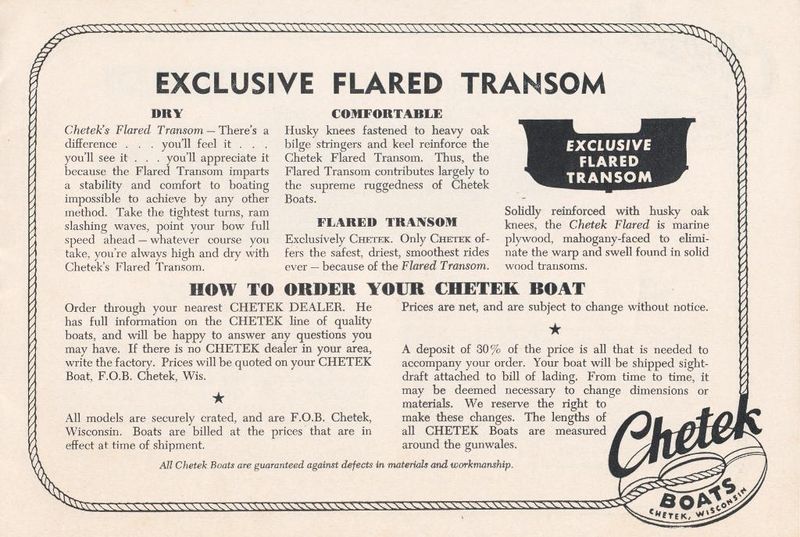 EXCLUSIVE FLARED TRANSOM
DRY
Chetek's Flared Transom — There's a
difference . . . you'll feel it . . .
you'll see it . . . you'll appreciate it
because the Flared Transom imparts
a stability and comfort to boating
impossible to achieve by any other
method. Take the tightest turns, ram
slashing waves, point your bow full
speed ahead — whatever course you
take, you're always high and dry with
Chetek's Flared Transom.
COMFORTABLE
Husky knees fastened to heavy oak
bilge stringers and keel reinforce the
Chetek Flared Transom. Thus, the
Flared Transom contributes largely to
the supreme ruggedness of Chetek
Boats.
FLARED TRANSOM
Exclusively CHETEK. Only CHETEK of-
fers the safest, driest, smoothest rides
ever — because of the Flared Transom.
EXCLUSIVE
FLARED
TRANSOM
Solidly reinforced with husky oak
knees, the Chetek Flared is marine
plywood, mahogany-faced to elimi-
nate the warp and swell found in solid
wood transoms.
HOW TO ORDER YOUR CHETEK BOAT
Order through your nearest CHETEK DEALER. He
has full information on the CHETEK line of quality
boats, and will be happy to answer any questions you
may have. If there is no CHETEK dealer in your area,
write the factory. Prices will be quoted on your CHETEK
Boat, F.O.B. Chetek, Wis.
★
All models are securely crated, and are F.O.B. Chetek,
Wisconsin. Boats are billed at the prices that are in
effect at time of shipment.
Prices are net, and are subject to change without notice.
★
A deposit of 30% of the price is all that is needed to
accompany your order. Your boat will be shipped sight-
draft attached to bill of lading. From time to time, it
may be deemed necessary to change dimensions or
materials. We reserve the right to
make these changes. The lengths of
all CHETEK Boats are measured
around the gunwales.
All Chetek Boats are guaranteed against defects in materials and workmanship.
Chetek
BOATS
CHETEK, WISCONSIN